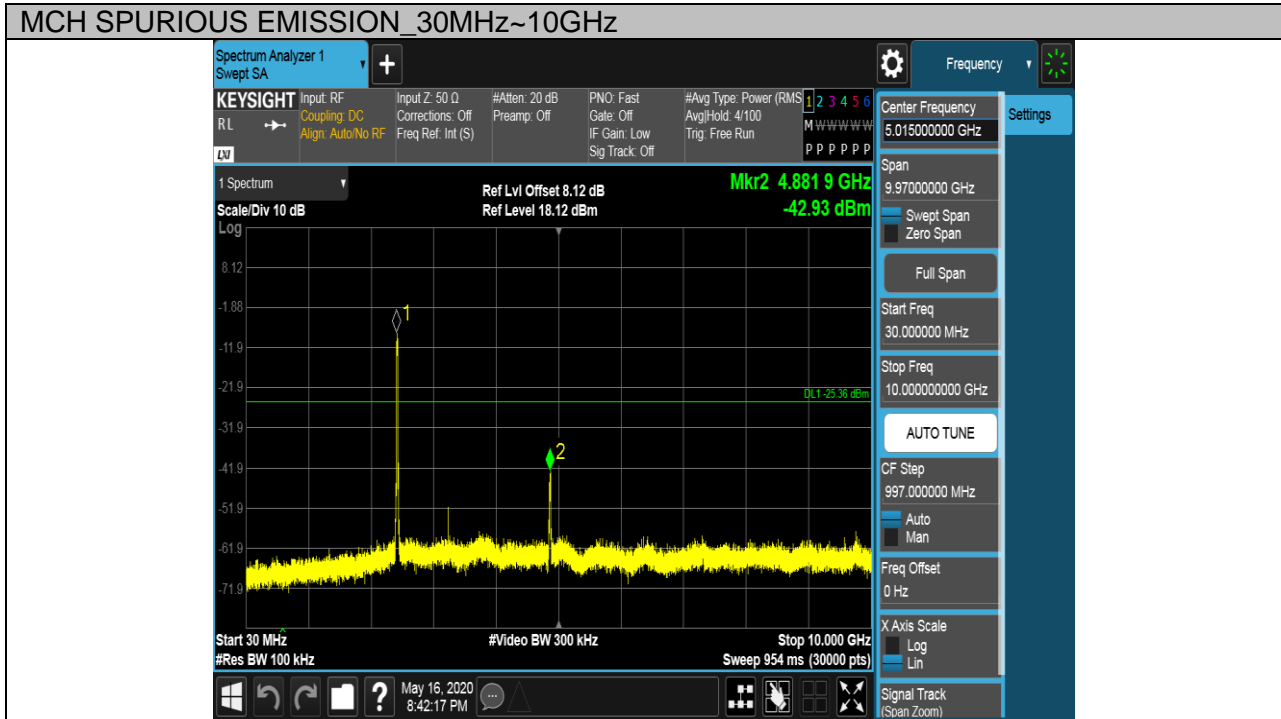 MCH SPURIOUS EMISSION_30MHz~10GHz
Spectrum Analyzer 1
Swept SA
Frequency
KEYSIGHT
RL
LXI
Input: RF
Coupling: DC
Align: Auto/No RF
Input Z: 50 Ω
Corrections: Off
Freq Ref: Int (S)
#Atten: 20 dB
Preamp: Off
PNO: Fast
Gate: Off
IF Gain: Low
Sig Track: Off
#Avg Type: Power (RMS
Avg|Hold: 4/100
Trig: Free Run
1 2 3 4 5 6
M W W W W W
P P P P P P
1 Spectrum
Scale/Div 10 dB
Log
Ref Lvl Offset 8.12 dB
Ref Level 18.12 dBm
Mkr2 4.881 9 GHz
-42.93 dBm
8.12
-1.88
-11.9
-21.9
-31.9
-41.9
-51.9
-61.9
-71.9
1
2
DL1 -25.36 dBm
Start 30 MHz
#Res BW 100 kHz
#Video BW 300 kHz
Stop 10.000 GHz
Sweep 954 ms (30000 pts)
?
May 16, 2020
8:42:17 PM
Center Frequency
5.015000000 GHz
Settings
Span
9.97000000 GHz
Swept Span
Zero Span
Full Span
Start Freq
30.000000 MHz
Stop Freq
10.000000000 GHz
AUTO TUNE
CF Step
997.000000 MHz
Auto
Man
Freq Offset
0 Hz
X Axis Scale
Log
Lin
Signal Track
(Span Zoom)